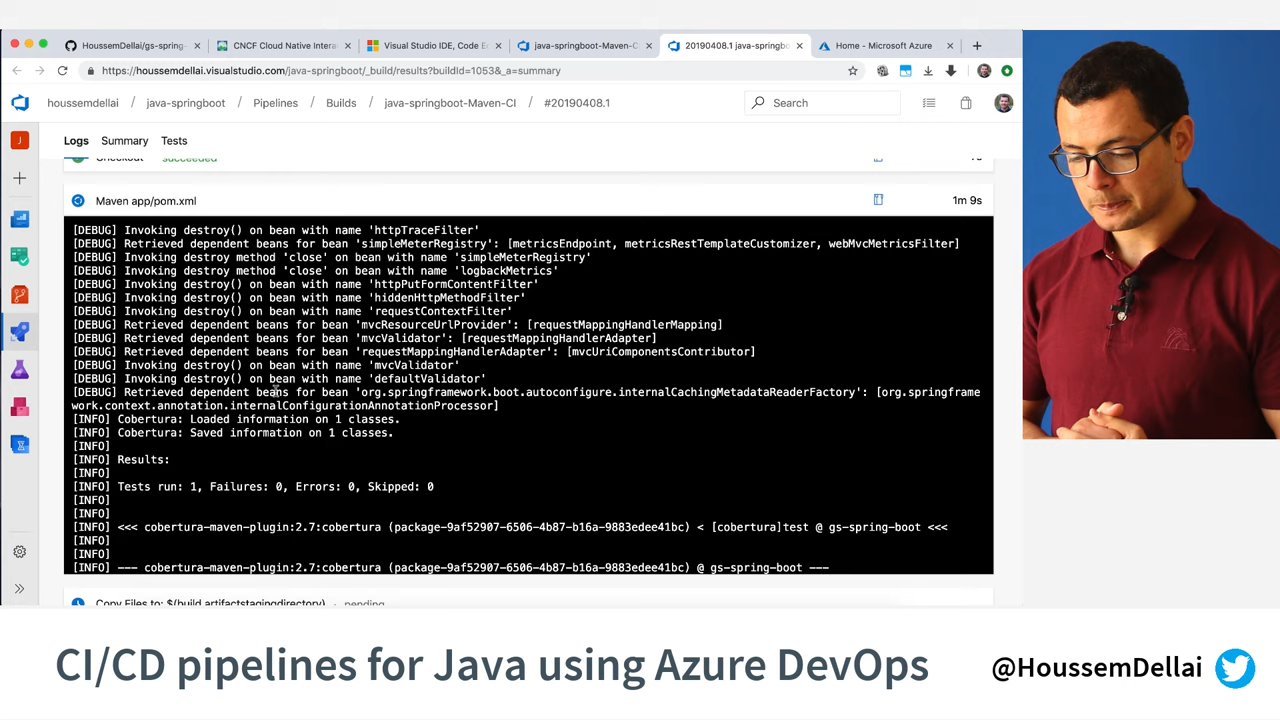 HoussemDellai/gs-spring-
CNCF Cloud Native Intera
Visual Studio IDE, Code E
java-springboot-Maven-C
20190408.1 java-springbo
Home - Microsoft Azure
https://houssemdellai.visualstudio.com/java-springboot/_build/results?buildId=1053&_a=summary
houssemdellai / java-springboot / Pipelines / Builds / java-springboot-Maven-CI / #20190408.1
Search
J
Logs Summary Tests
Checkout succeeded
Maven app/pom.xml
1m 9s
[DEBUG] Invoking destroy() on bean with name 'httpTraceFilter'
[DEBUG] Retrieved dependent beans for bean 'simpleMeterRegistry': [metricsEndpoint, metricsRestTemplateCustomizer, webMvcMetricsFilter]
[DEBUG] Invoking destroy method 'close' on bean with name 'simpleMeterRegistry'
[DEBUG] Invoking destroy method 'close' on bean with name 'logbackMetrics'
[DEBUG] Invoking destroy() on bean with name 'httpPutFormContentFilter'
[DEBUG] Invoking destroy() on bean with name 'hiddenHttpMethodFilter'
[DEBUG] Invoking destroy() on bean with name 'requestContextFilter'
[DEBUG] Retrieved dependent beans for bean 'mvcResourceUrlProvider': [requestMappingHandlerMapping]
[DEBUG] Retrieved dependent beans for bean 'mvcValidator': [requestMappingHandlerAdapter]
[DEBUG] Retrieved dependent beans for bean 'requestMappingHandlerAdapter': [mvcUriComponentsContributor]
[DEBUG] Invoking destroy() on bean with name 'mvcValidator'
[DEBUG] Invoking destroy() on bean with name 'defaultValidator'
[DEBUG] Retrieved dependent beans for bean 'org.springframework.boot.autoconfigure.internalCachingMetadataReaderFactory': [org.springframe
work.context.annotation.internalConfigurationAnnotationProcessor]
[INFO] Cobertura: Loaded information on 1 classes.
[INFO] Cobertura: Saved information on 1 classes.
[INFO]
[INFO] Results:
[INFO]
[INFO] Tests run: 1, Failures: 0, Errors: 0, Skipped: 0
[INFO]
[INFO]
[INFO] <<< cobertura-maven-plugin:2.7:cobertura (package-9af52907-6506-4b87-b16a-9883edee41bc) < [cobertura]test @ gs-spring-boot <<<
[INFO]
[INFO]
[INFO] --- cobertura-maven-plugin:2.7:cobertura (package-9af52907-6506-4b87-b16a-9883edee41bc) @ gs-spring-boot ---
Copy Files to: $(build.artifactstagingdirectory) · pending
CI/CD pipelines for Java using Azure DevOps
@HoussemDellai